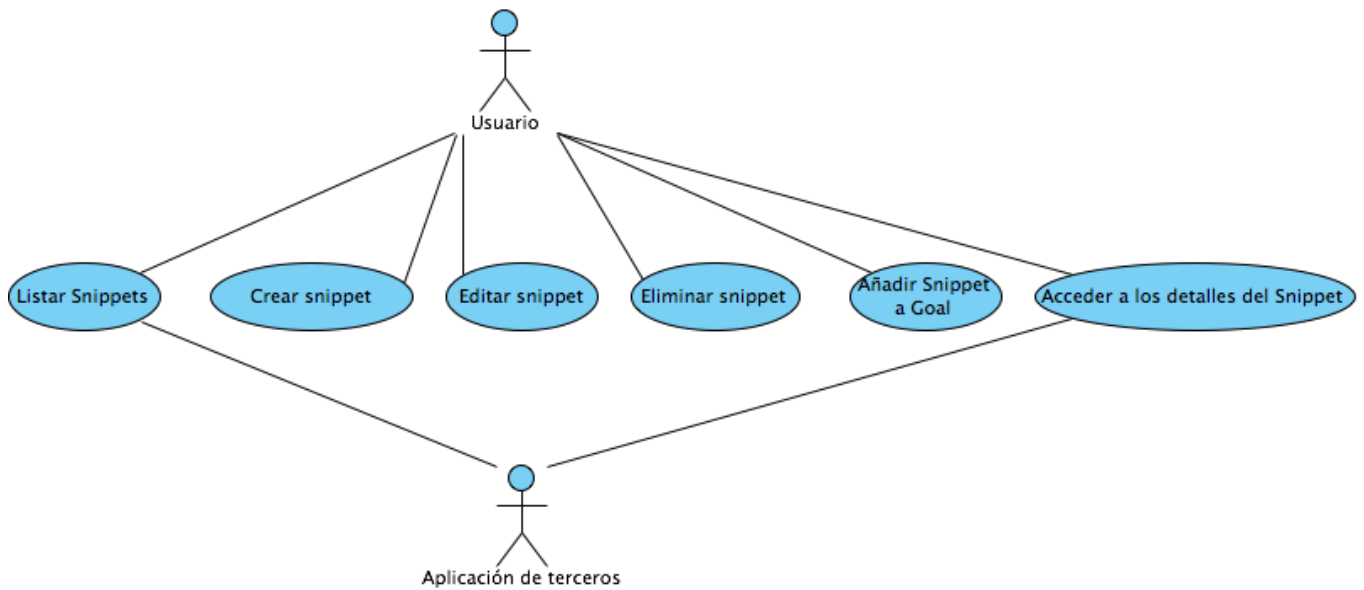 Usuario
Listar Snippets
Crear snippet
Editar snippet
Eliminar snippet
Añadir Snippet
a Goal
Acceder a los detalles del Snippet
Aplicación de terceros